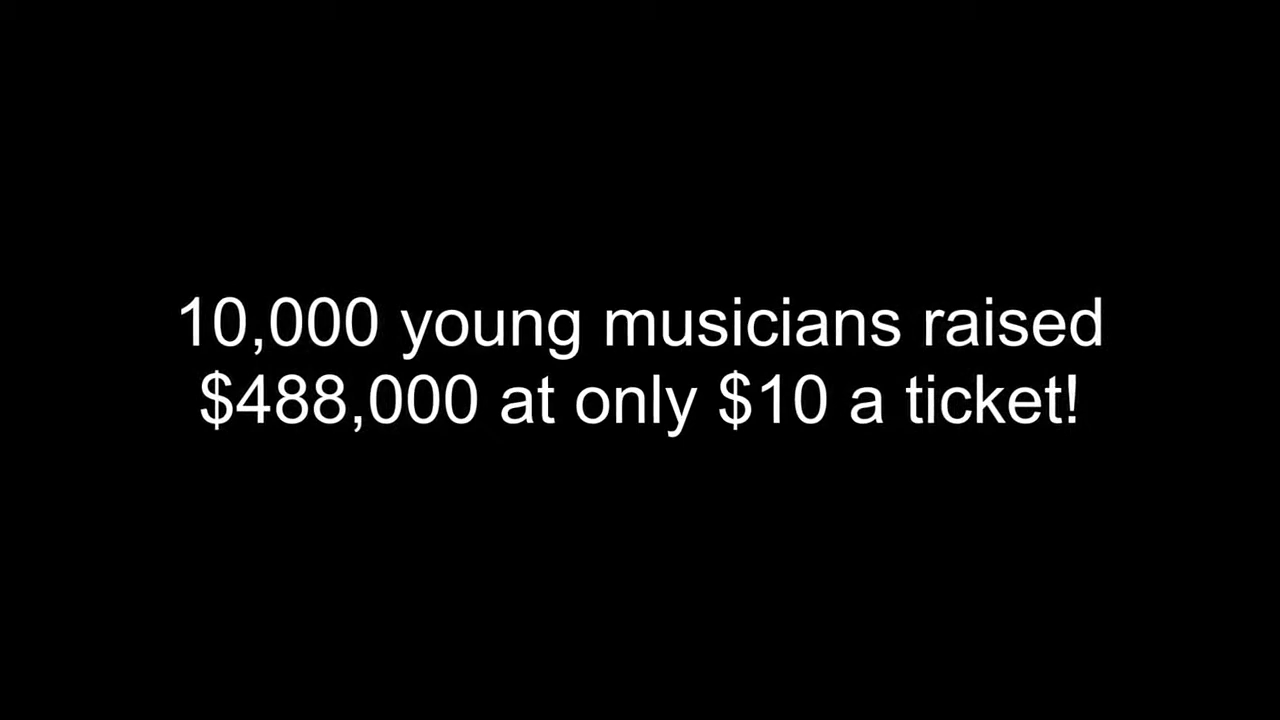 10,000 young musicians raised
$488,000 at only $10 a ticket!